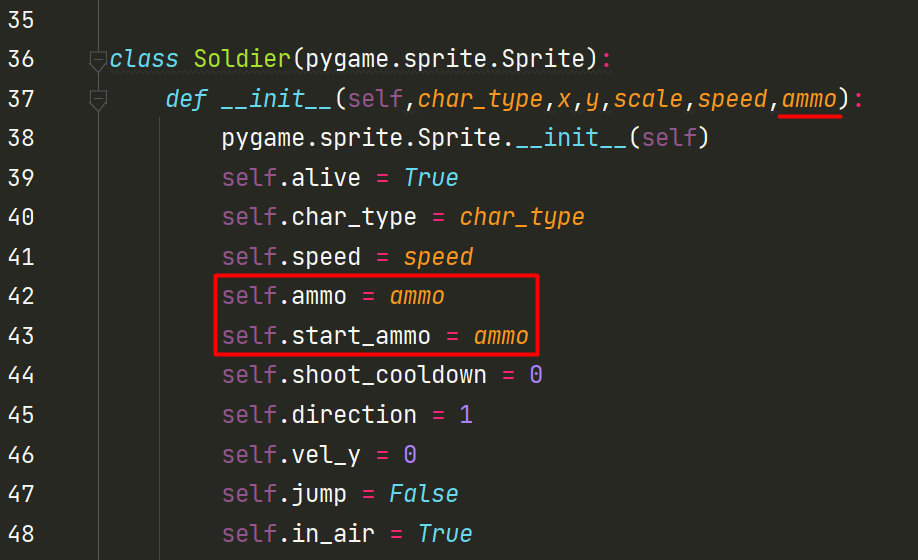 35
36 class Soldier(pygame.sprite.Sprite):
37 def __init__(self,char_type,x,y,scale,speed,ammo):
38 pygame.sprite.Sprite.__init__(self)
39 self.alive = True
40 self.char_type = char_type
41 self.speed = speed
42 self.ammo = ammo
43 self.start_ammo = ammo
44 self.shoot_cooldown = 0
45 self.direction = 1
46 self.vel_y = 0
47 self.jump = False
48 self.in_air = True